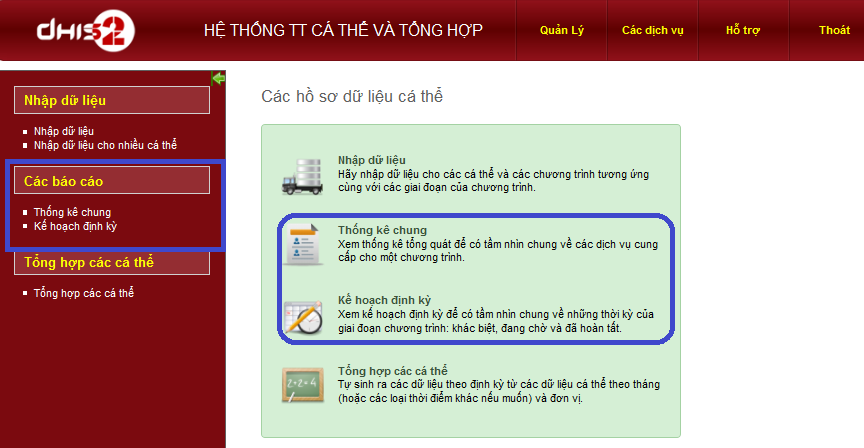 dHIS2
HỆ THỐNG TT CÁ THỂ VÀ TỔNG HỢP
Quản Lý
Các dịch vụ
Hỗ trợ
Thoát
Nhập dữ liệu
Nhập dữ liệu
Nhập dữ liệu cho nhiều cá thể
Các báo cáo
Thống kê chung
Kế hoạch định kỳ
Tổng hợp các cá thể
Tổng hợp các cá thể
Các hồ sơ dữ liệu cá thể
Nhập dữ liệu
Hãy nhập dữ liệu cho các cá thể và các chương trình tương ứng
cùng với các giai đoạn của chương trình.
Thống kê chung
Xem thống kê tổng quát để có tầm nhìn chung về các dịch vụ cung
cấp cho một chương trình.
Kế hoạch định kỳ
Xem kế hoạch định kỳ để có tầm nhìn chung về những thời kỳ của
giai đoạn chương trình: khác biệt, đang chờ và đã hoàn tất.
2+2=4
Tổng hợp các cá thể
Tự sinh ra các dữ liệu theo định kỳ từ các dữ liệu cá thể theo tháng
(hoặc các loại thời điểm khác nếu muốn) và đơn vị.